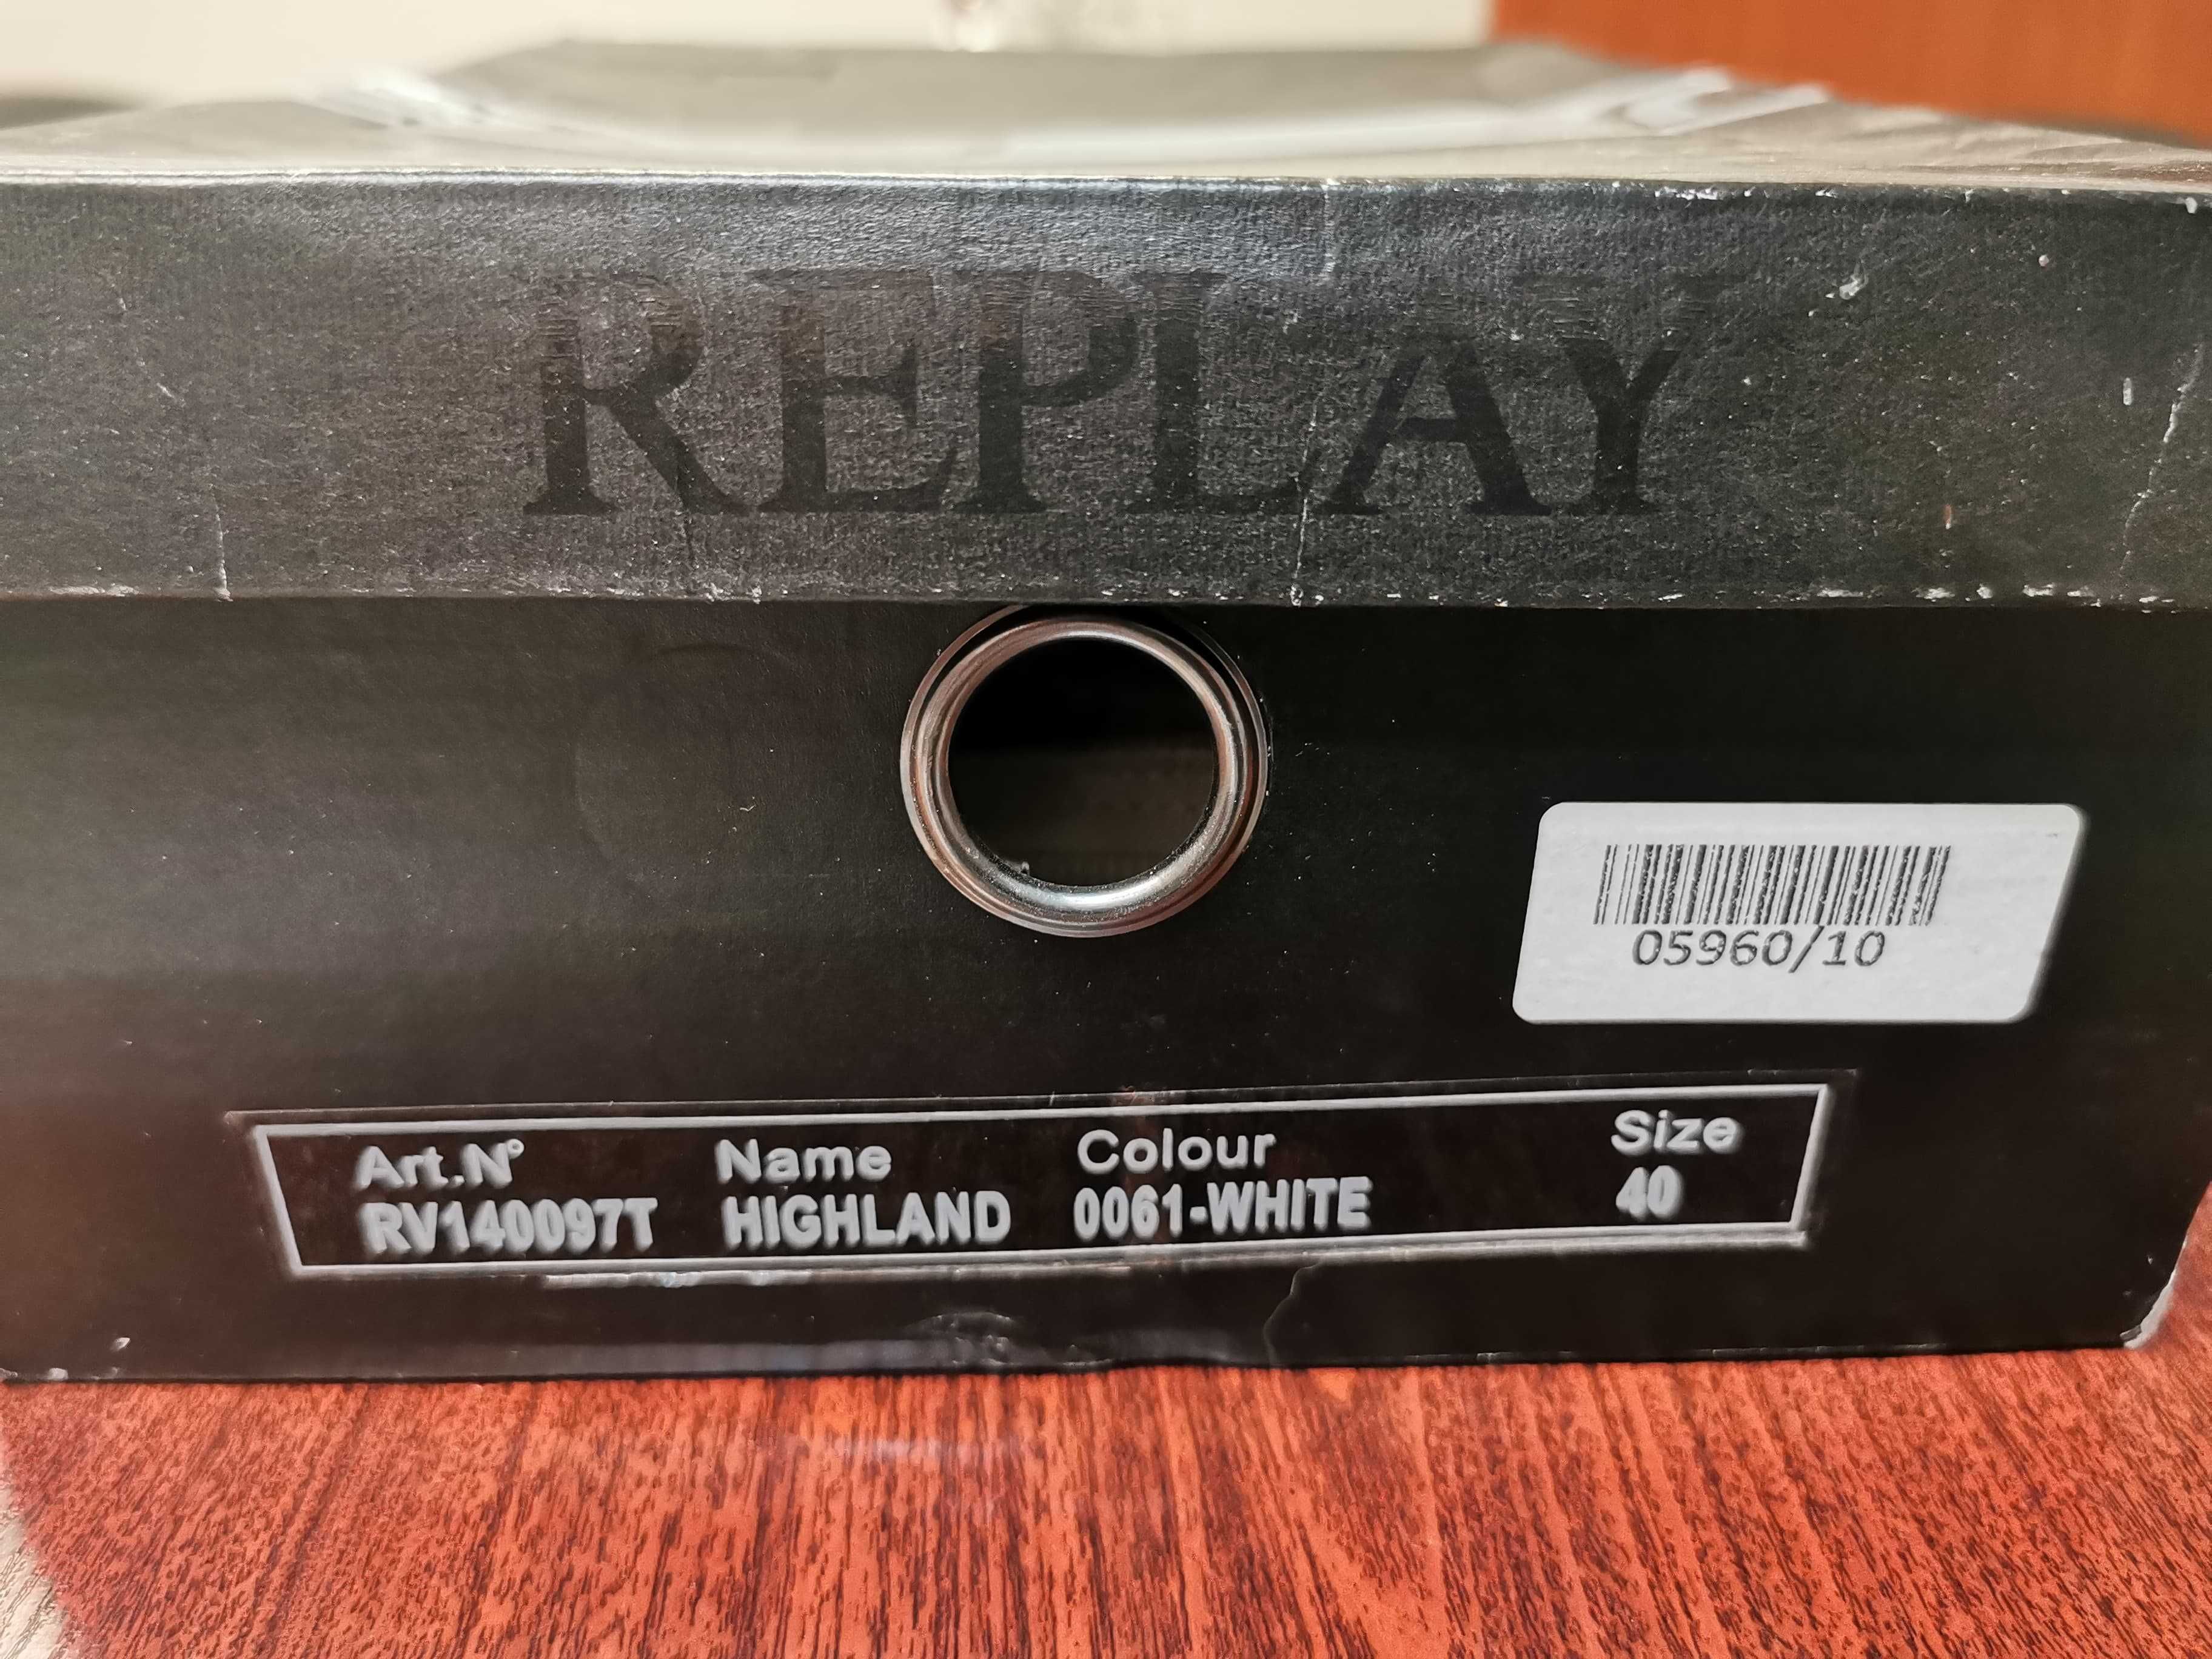 REPLAY
05960/10
Art.N° Name Colour Size
RV140097T HIGHLAND 0061-WHITE 40